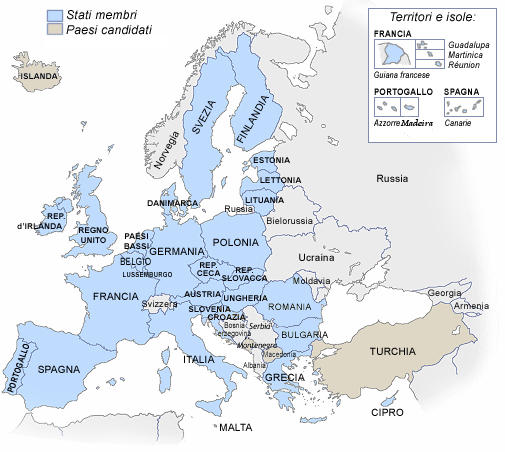 Stati membri
Paesi candidati
Territori e isole:
FRANCIA
Guadalupa
Martinica
Réunion
Guiana francese
PORTOGALLO
SPAGNA
Azzorre
Madeira
Canarie
ISLANDA
SVEZIA
FINLANDIA
Norvegia
ESTONIA
LETTONIA
LITUANIA
Russia
Russia
DANIMARCA
REP.
d'IRLANDA
REGNO
UNITO
PAESI
BASSI
BELGIO
LUSSEMBURGO
GERMANIA
POLONIA
Bielorussia
Ucraina
Moldavia
REP.
CECA
REP.
SLOVACCA
FRANCIA
Svizzera
AUSTRIA
UNGHERIA
SLOVENIA
CROAZIA
ROMANIA
Bosnia
Erzegovina
Serbia
Montenegro
BULGARIA
Macedonia
Albania
Georgia
Armenia
PORTOGALLO
SPAGNA
ITALIA
GRECIA
TURCHIA
CIPRO
MALTA